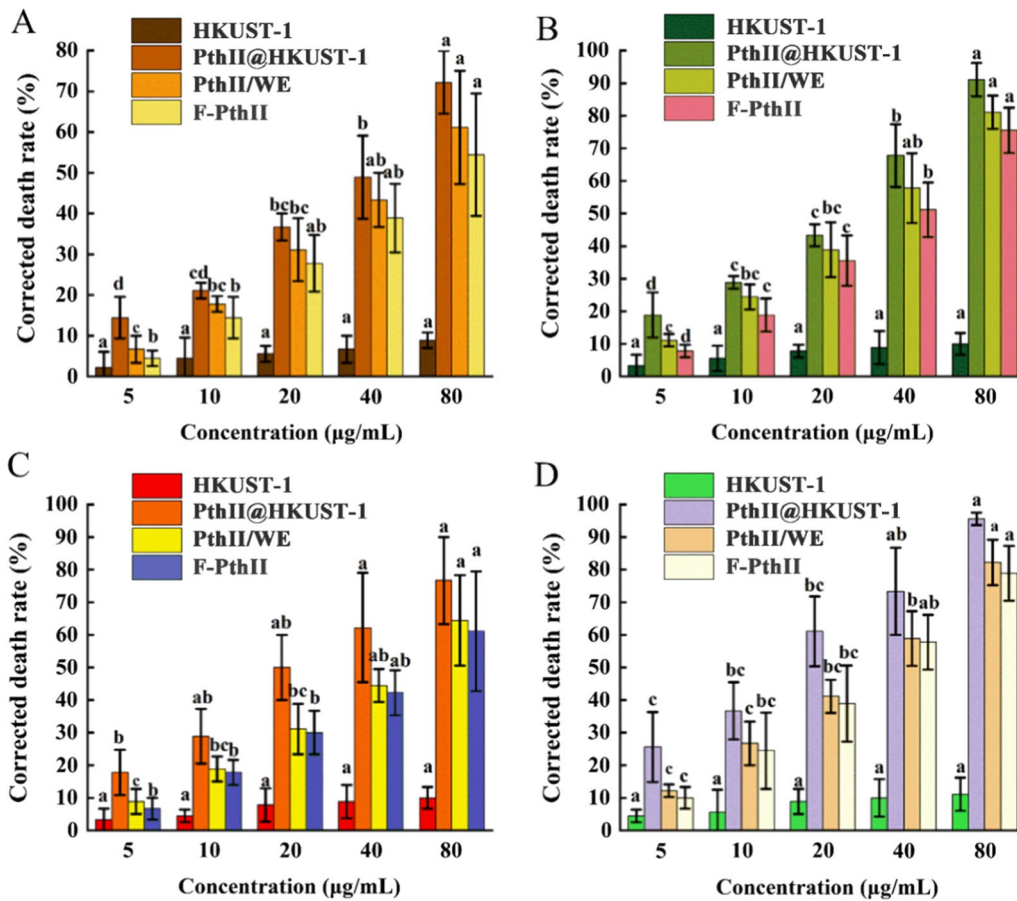 A
HKUST-1
PthII@HKUST-1
PthII/WE
F-PthII
Corrected death rate (%)
80
70
60
50
40
30
20
10
0
a d c b
a cd bc b
a bc bc ab
a b ab ab
a a a a
5 10 20 40 80
Concentration (µg/mL)
B
HKUST-1
PthII@HKUST-1
PthII/WE
F-PthII
Corrected death rate (%)
100
90
80
70
60
50
40
30
20
10
0
a d c d
a c bc c
a c bc c
a b ab b
a a a a
5 10 20 40 80
Concentration (µg/mL)
C
HKUST-1
PthII@HKUST-1
PthII/WE
F-PthII
Corrected death rate (%)
100
90
80
70
60
50
40
30
20
10
0
a b c b
a ab bc b
a ab bc b
a a ab ab
a a a a
5 10 20 40 80
Concentration (µg/mL)
D
HKUST-1
PthII@HKUST-1
PthII/WE
F-PthII
Corrected death rate (%)
100
90
80
70
60
50
40
30
20
10
0
a c c c
a bc c bc
a bc bc bc
a ab b ab
a a a a
5 10 20 40 80
Concentration (µg/mL)